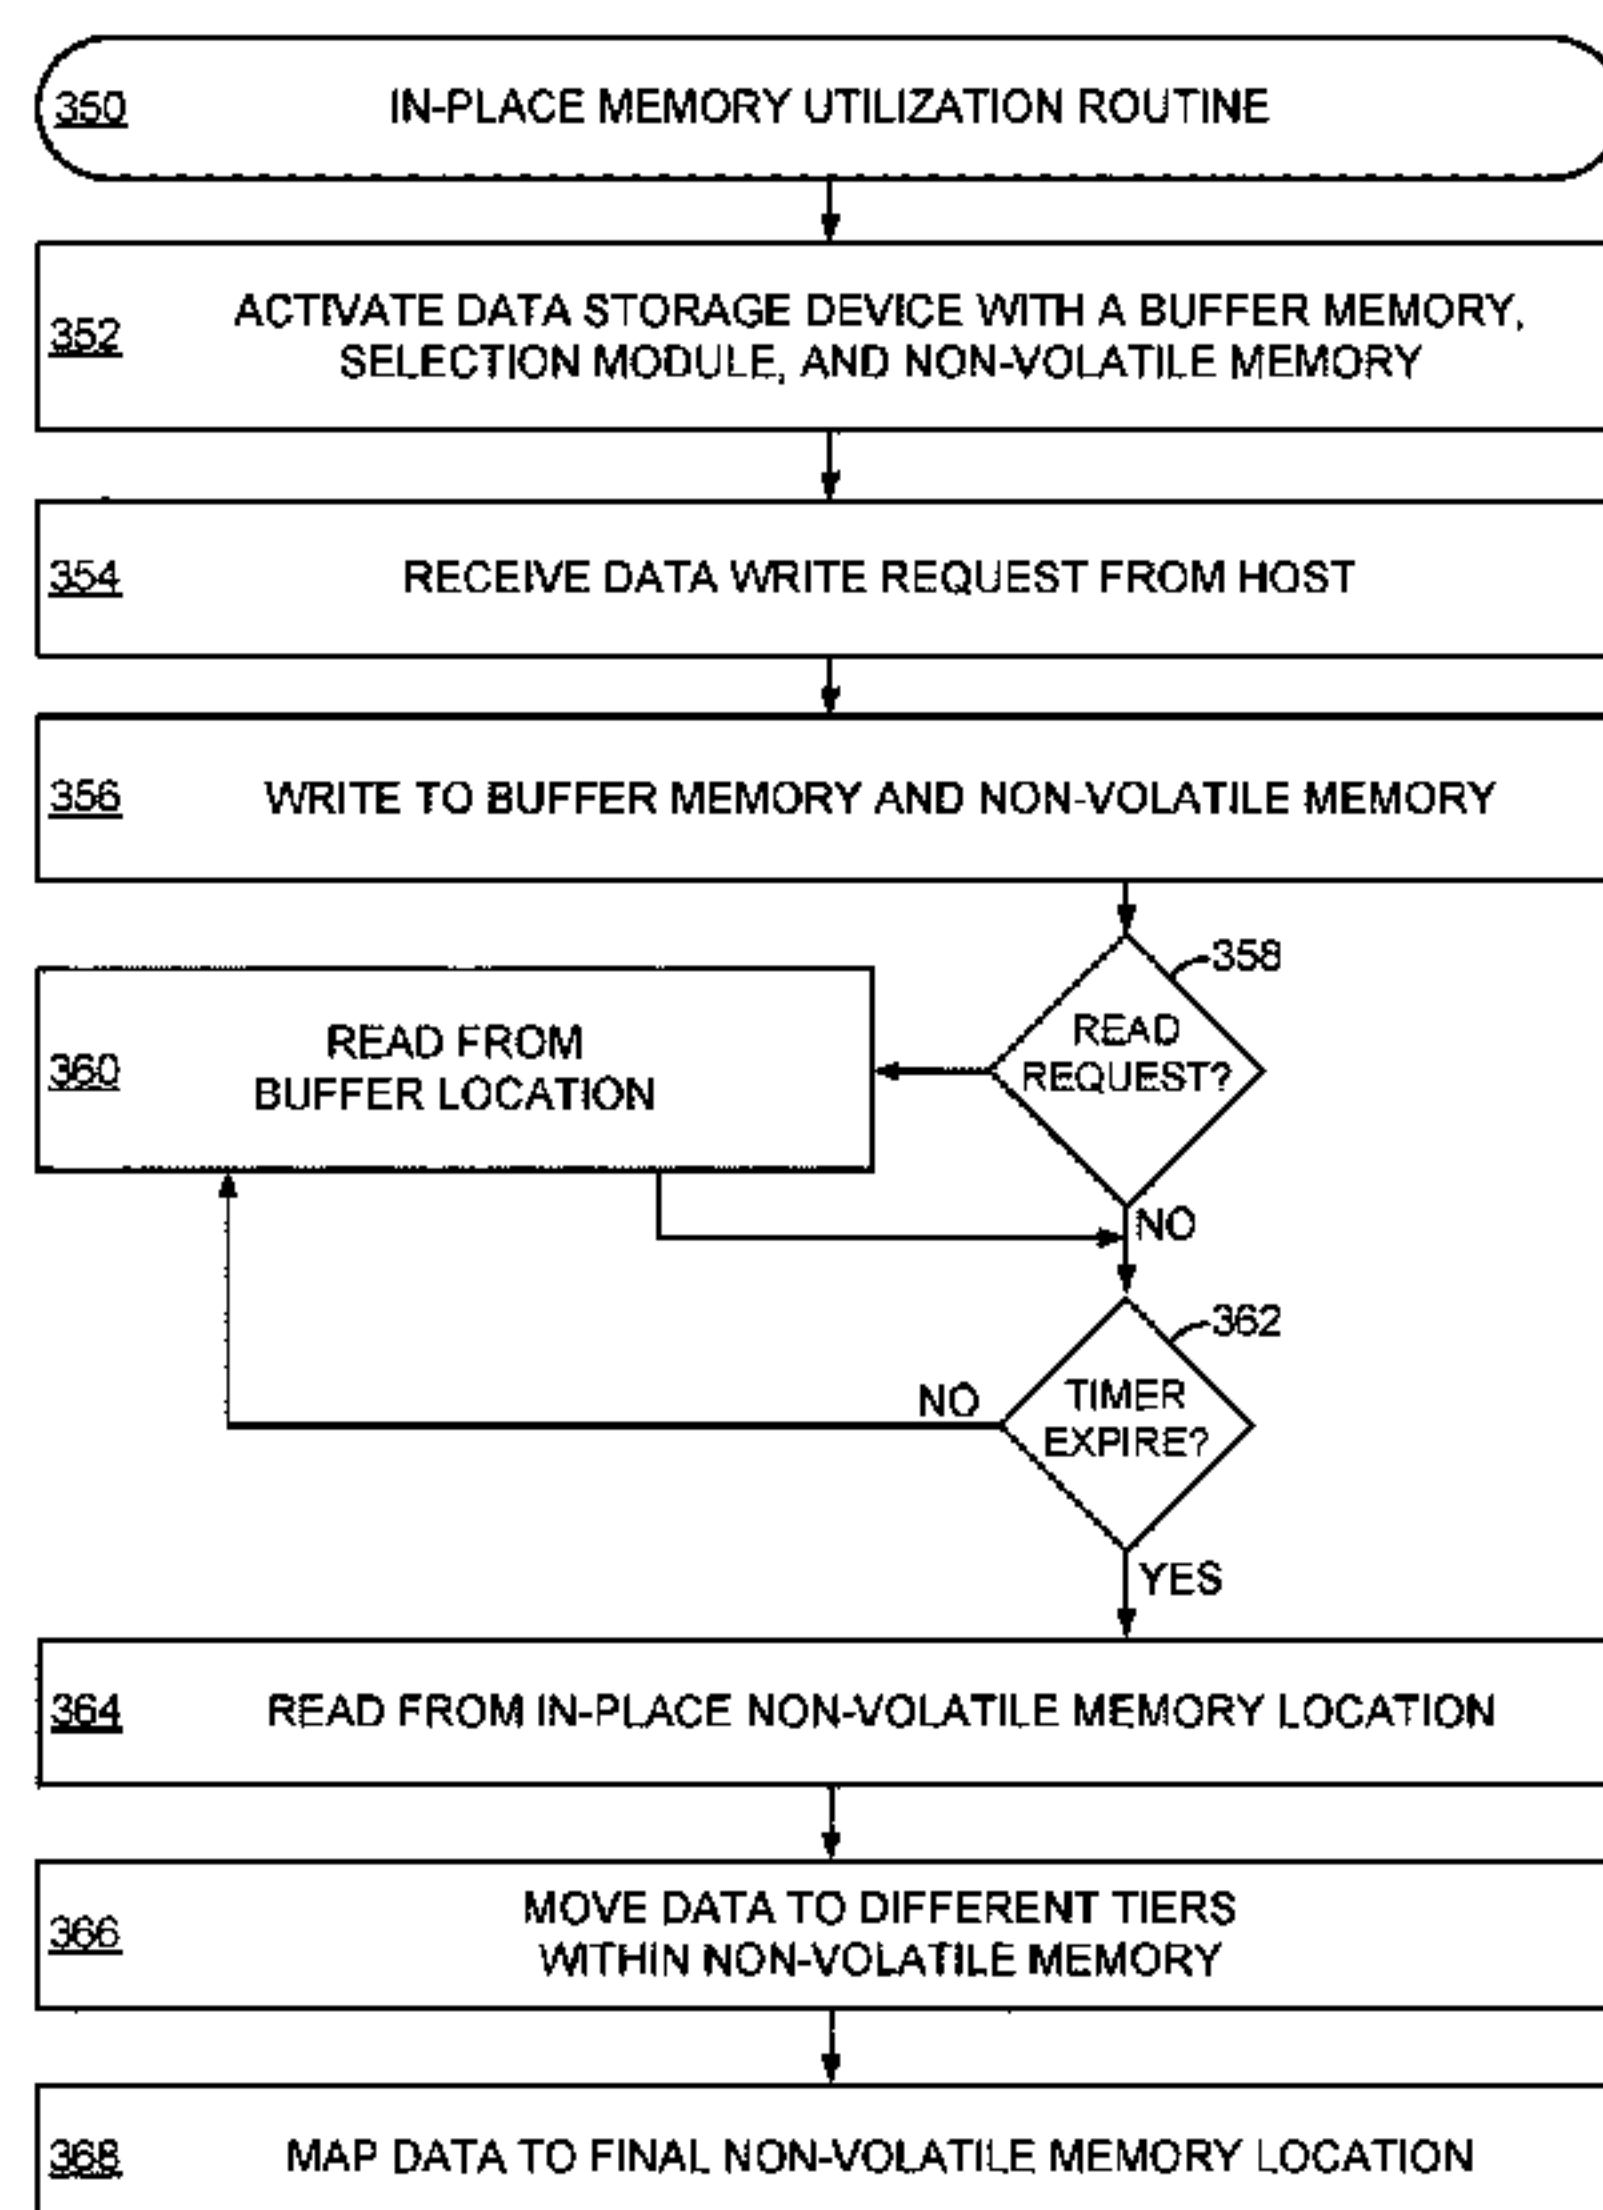 350 IN-PLACE MEMORY UTILIZATION ROUTINE
352 ACTIVATE DATA STORAGE DEVICE WITH A BUFFER MEMORY,
SELECTION MODULE, AND NON-VOLATILE MEMORY
354 RECEIVE DATA WRITE REQUEST FROM HOST
356 WRITE TO BUFFER MEMORY AND NON-VOLATILE MEMORY
358
READ
REQUEST?
360 READ FROM
BUFFER LOCATION
NO
362
TIMER
EXPIRE?
NO
YES
364 READ FROM IN-PLACE NON-VOLATILE MEMORY LOCATION
366 MOVE DATA TO DIFFERENT TIERS
WITHIN NON-VOLATILE MEMORY
368 MAP DATA TO FINAL NON-VOLATILE MEMORY LOCATION